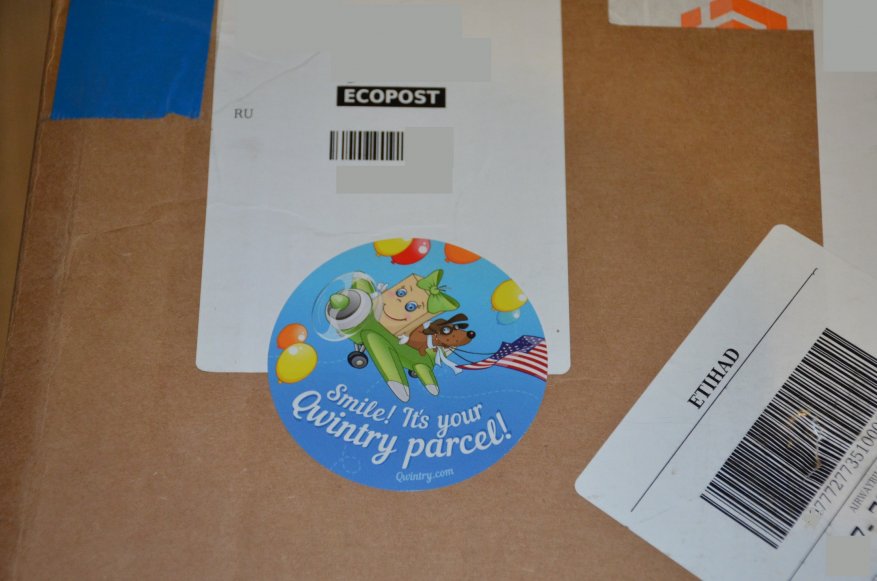 ECOPOST
RU
Smile! It's your
Qwintry parcel!
Qwintry.com
ETIHAD